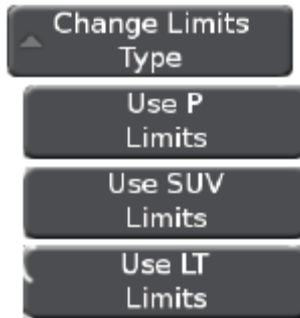 Change Limits
Type
Use P
Limits
Use SUV
Limits
Use LT
Limits